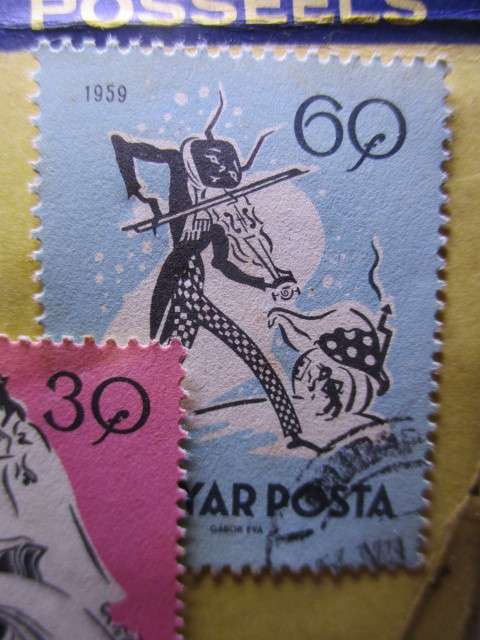 POSSEELS
1959
60
30
YAR POSTA
GÁBOR ÉVA